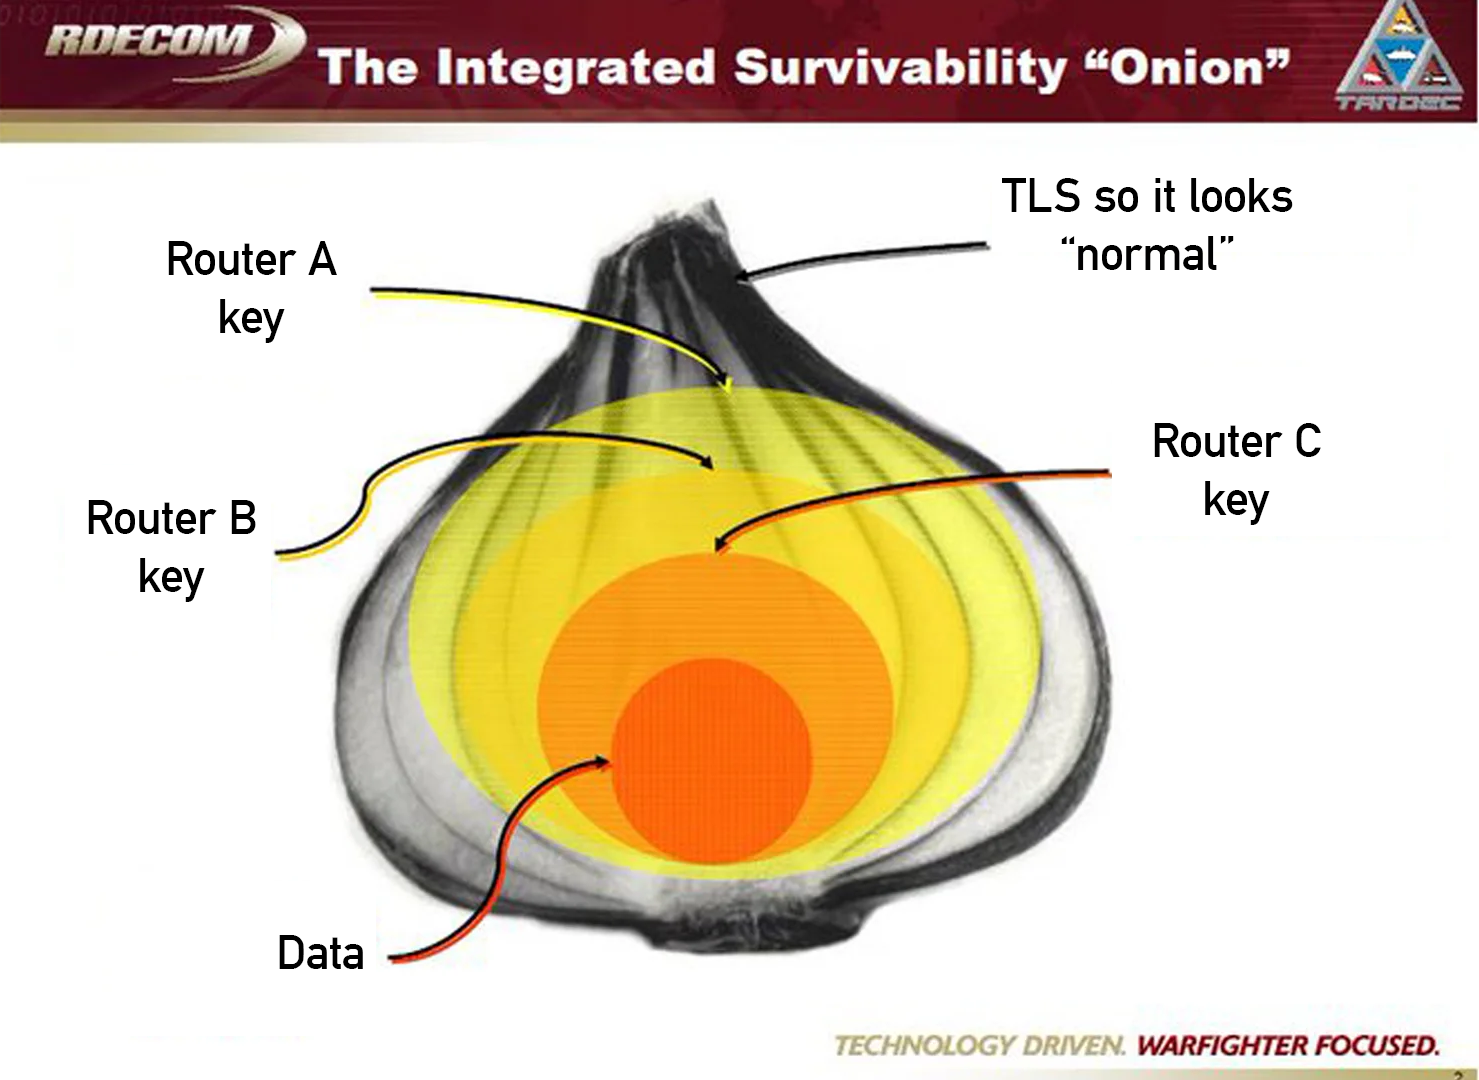 RDECOM
The Integrated Survivability “Onion”
TARDEC
TLS so it looks
“normal”
Router A
key
Router C
key
Router B
key
Data
TECHNOLOGY DRIVEN. WARFIGHTER FOCUSED.